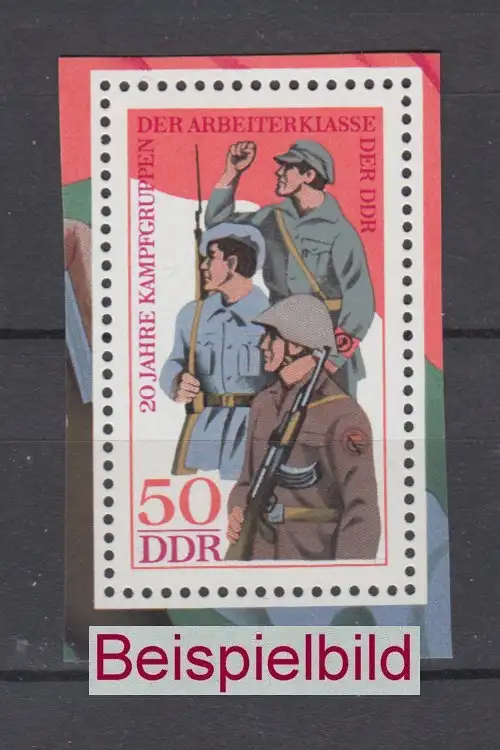 20 JAHRE KAMPFGRUPPEN
DER ARBEITERKLASSE
DER DDR
50
DDR
Beispielbild